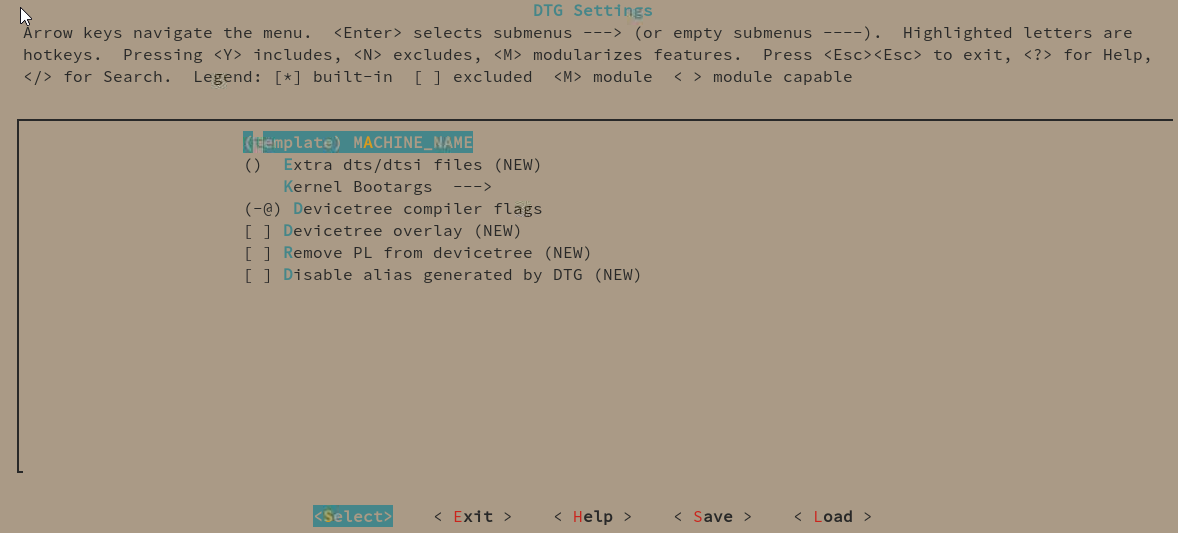 DTG Settings
Arrow keys navigate the menu.  <Enter> selects submenus ---> (or empty submenus ----).  Highlighted letters are
hotkeys.  Pressing <Y> includes, <N> excludes, <M> modularizes features.  Press <Esc><Esc> to exit, <?> for Help,
</> for Search.  Legend: [*] built-in  [ ] excluded  <M> module  < > module capable
(template) MACHINE_NAME
()  Extra dts/dtsi files (NEW)
Kernel Bootargs  --->
(-@) Devicetree compiler flags
[ ] Devicetree overlay (NEW)
[ ] Remove PL from devicetree (NEW)
[ ] Disable alias generated by DTG (NEW)
<Select>    < Exit >    < Help >    < Save >    < Load >